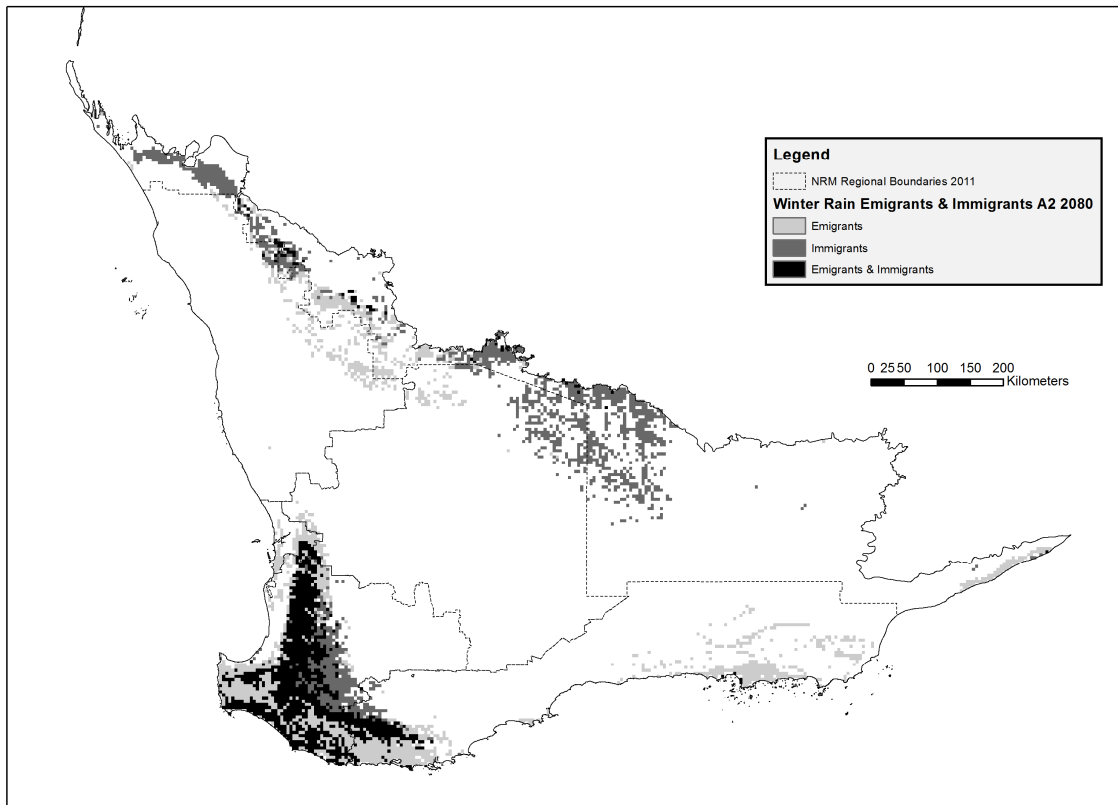 Legend
NRM Regional Boundaries 2011
Winter Rain Emigrants & Immigrants A2 2080
Emigrants
Immigrants
Emigrants & Immigrants
0 25 50 100 150 200
Kilometers